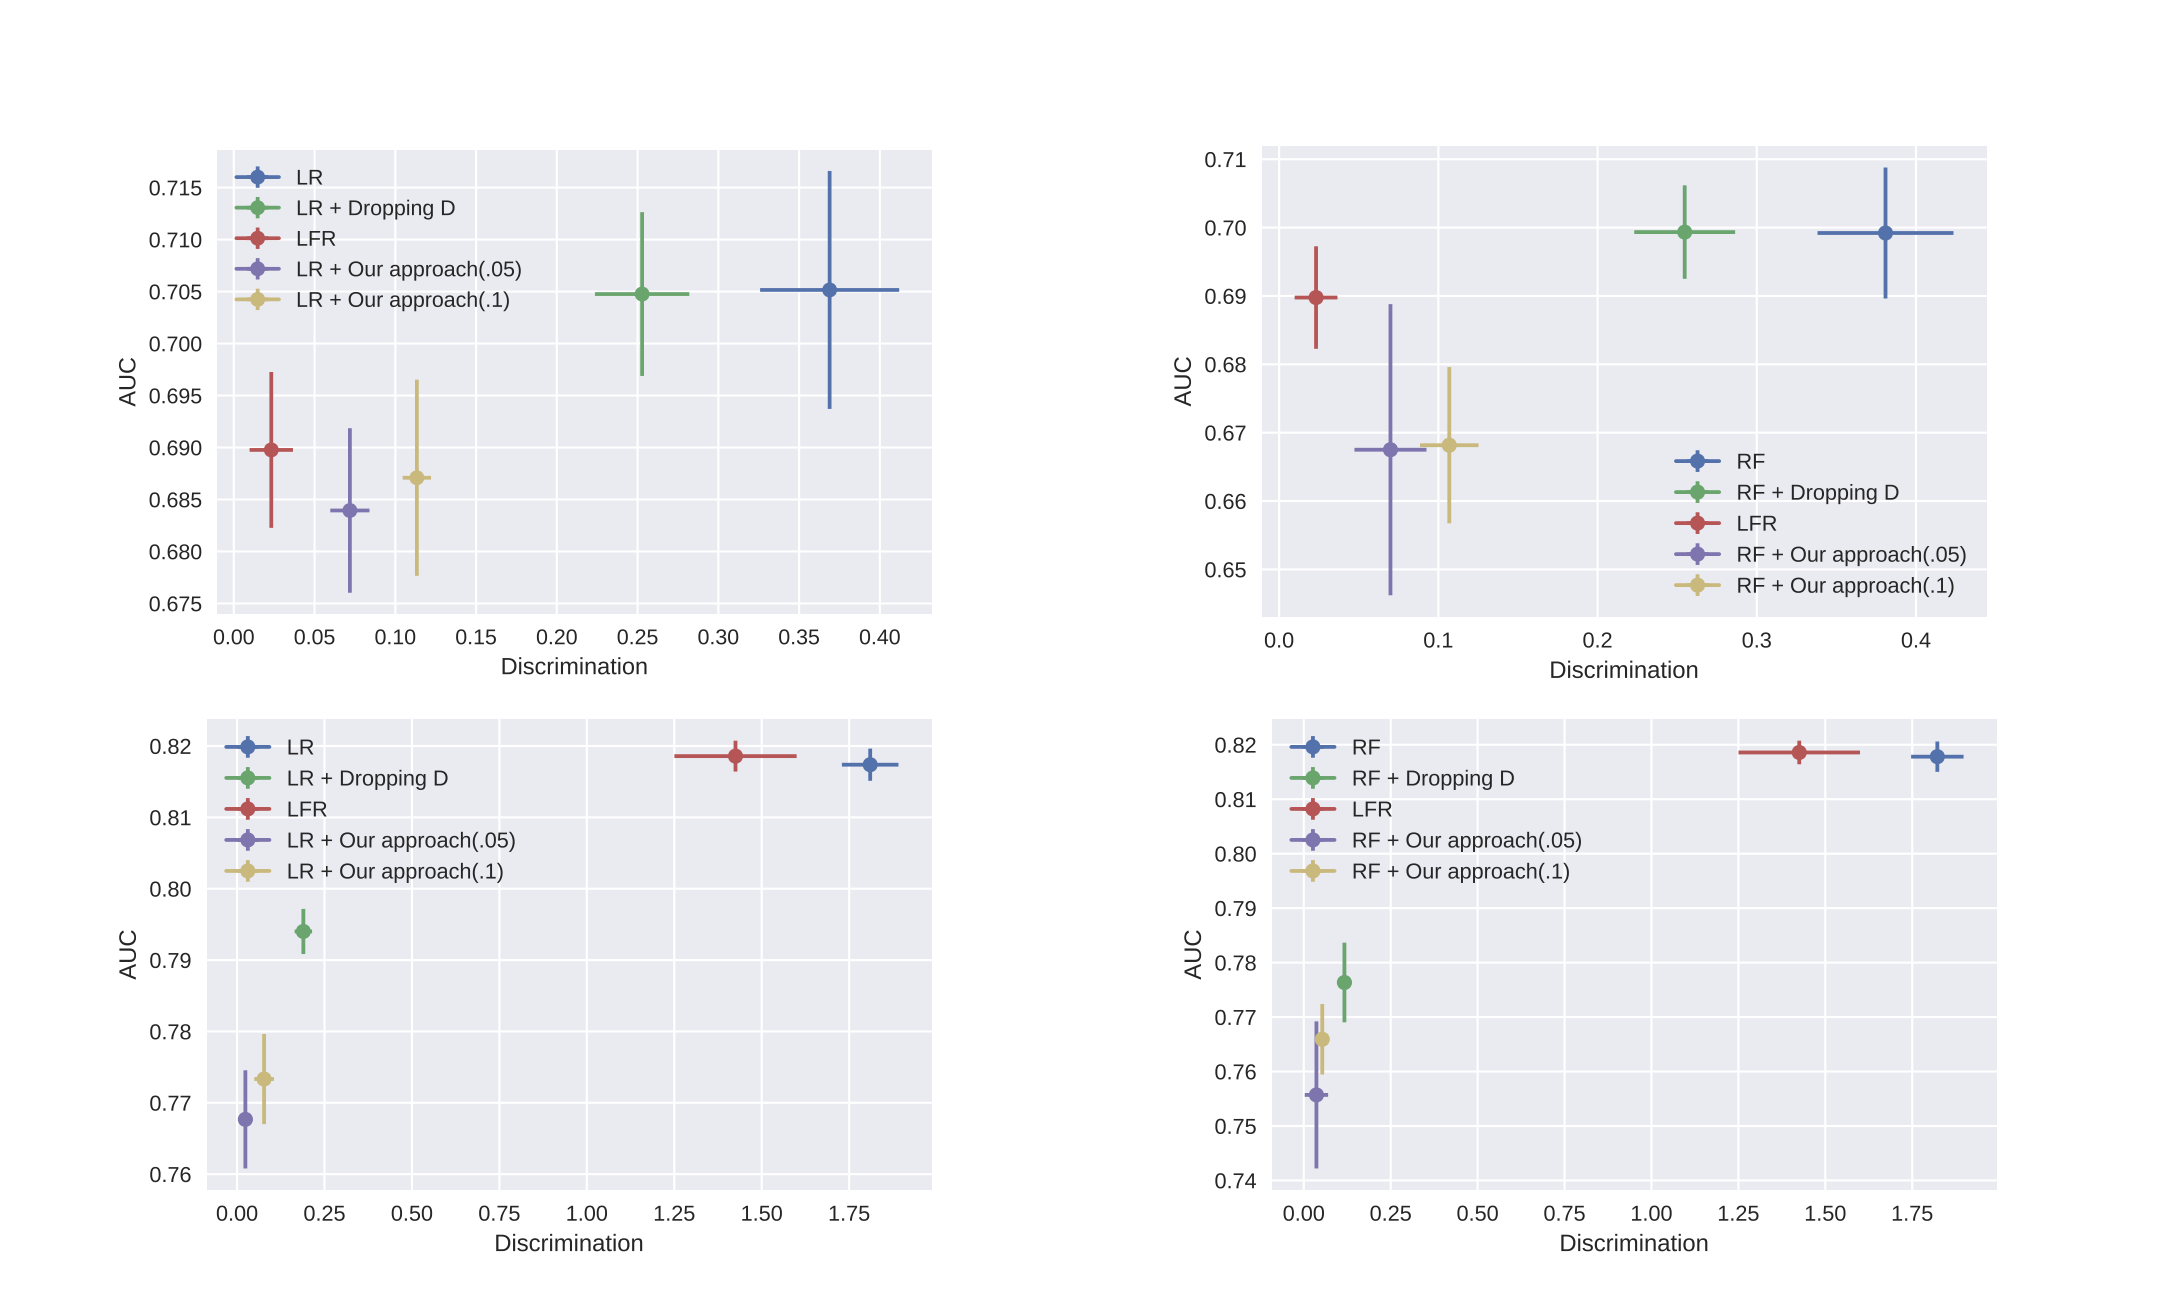 LR
LR + Dropping D
LFR
LR + Our approach(.05)
LR + Our approach(.1)
0.715
0.710
0.705
0.700
0.695
0.690
0.685
0.680
0.675
AUC
0.00 0.05 0.10 0.15 0.20 0.25 0.30 0.35 0.40
Discrimination
0.71
0.70
0.69
0.68
0.67
0.66
0.65
AUC
RF
RF + Dropping D
LFR
RF + Our approach(.05)
RF + Our approach(.1)
0.0 0.1 0.2 0.3 0.4
Discrimination
LR
LR + Dropping D
LFR
LR + Our approach(.05)
LR + Our approach(.1)
0.82
0.81
0.80
0.79
0.78
0.77
0.76
AUC
0.00 0.25 0.50 0.75 1.00 1.25 1.50 1.75
Discrimination
RF
RF + Dropping D
LFR
RF + Our approach(.05)
RF + Our approach(.1)
0.82
0.81
0.80
0.79
0.78
0.77
0.76
0.75
0.74
AUC
0.00 0.25 0.50 0.75 1.00 1.25 1.50 1.75
Discrimination